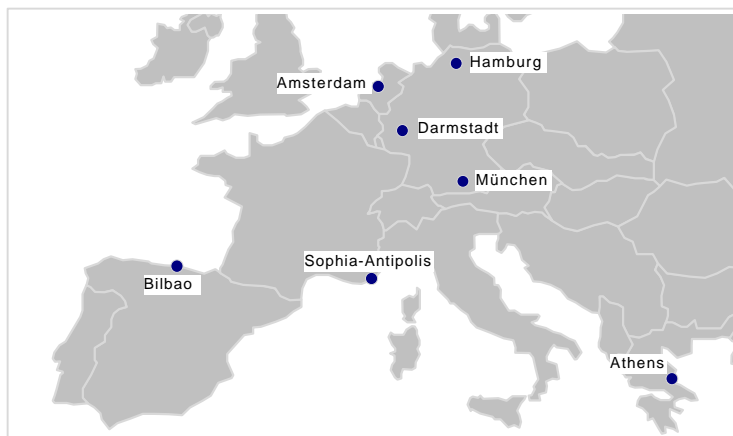 Hamburg
Amsterdam
Darmstadt
München
Sophia-Antipolis
Bilbao
Athens